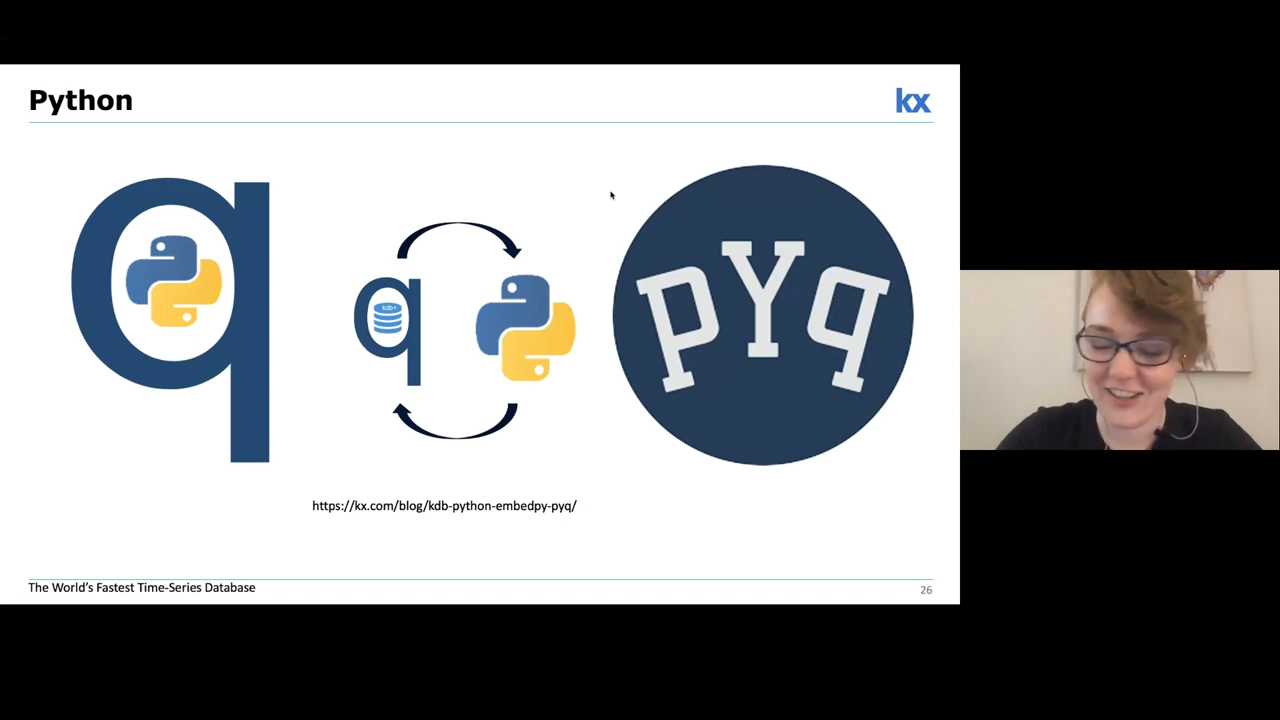 Python
kx
q
q
kdb+
PYq
https://kx.com/blog/kdb-python-embedpy-pyq/
The World's Fastest Time-Series Database
26